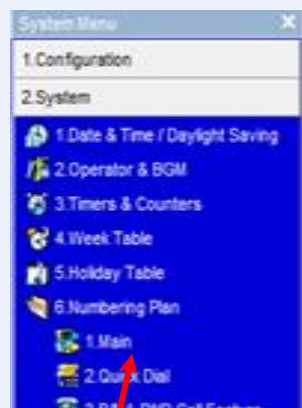 System Menu
1.Configuration
2.System
1.Date & Time / Daylight Saving
2.Operator & BGM
3.Timers & Counters
4.Week Table
5.Holiday Table
6.Numbering Plan
1.Main
2.Quick Dial